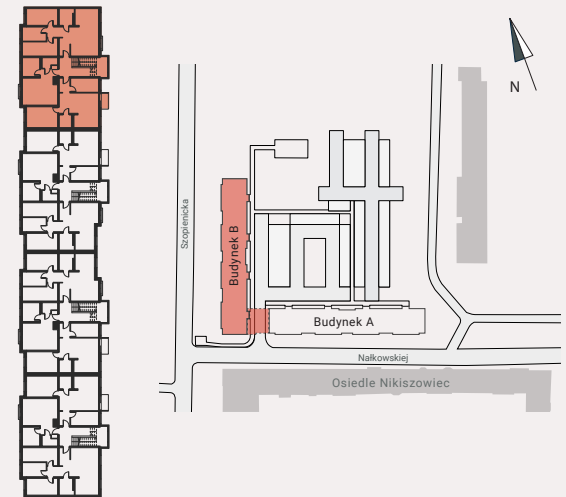 N
Szopienicka
Budynek B
Budynek A
Nałkowskiej
Osiedle Nikiszowiec